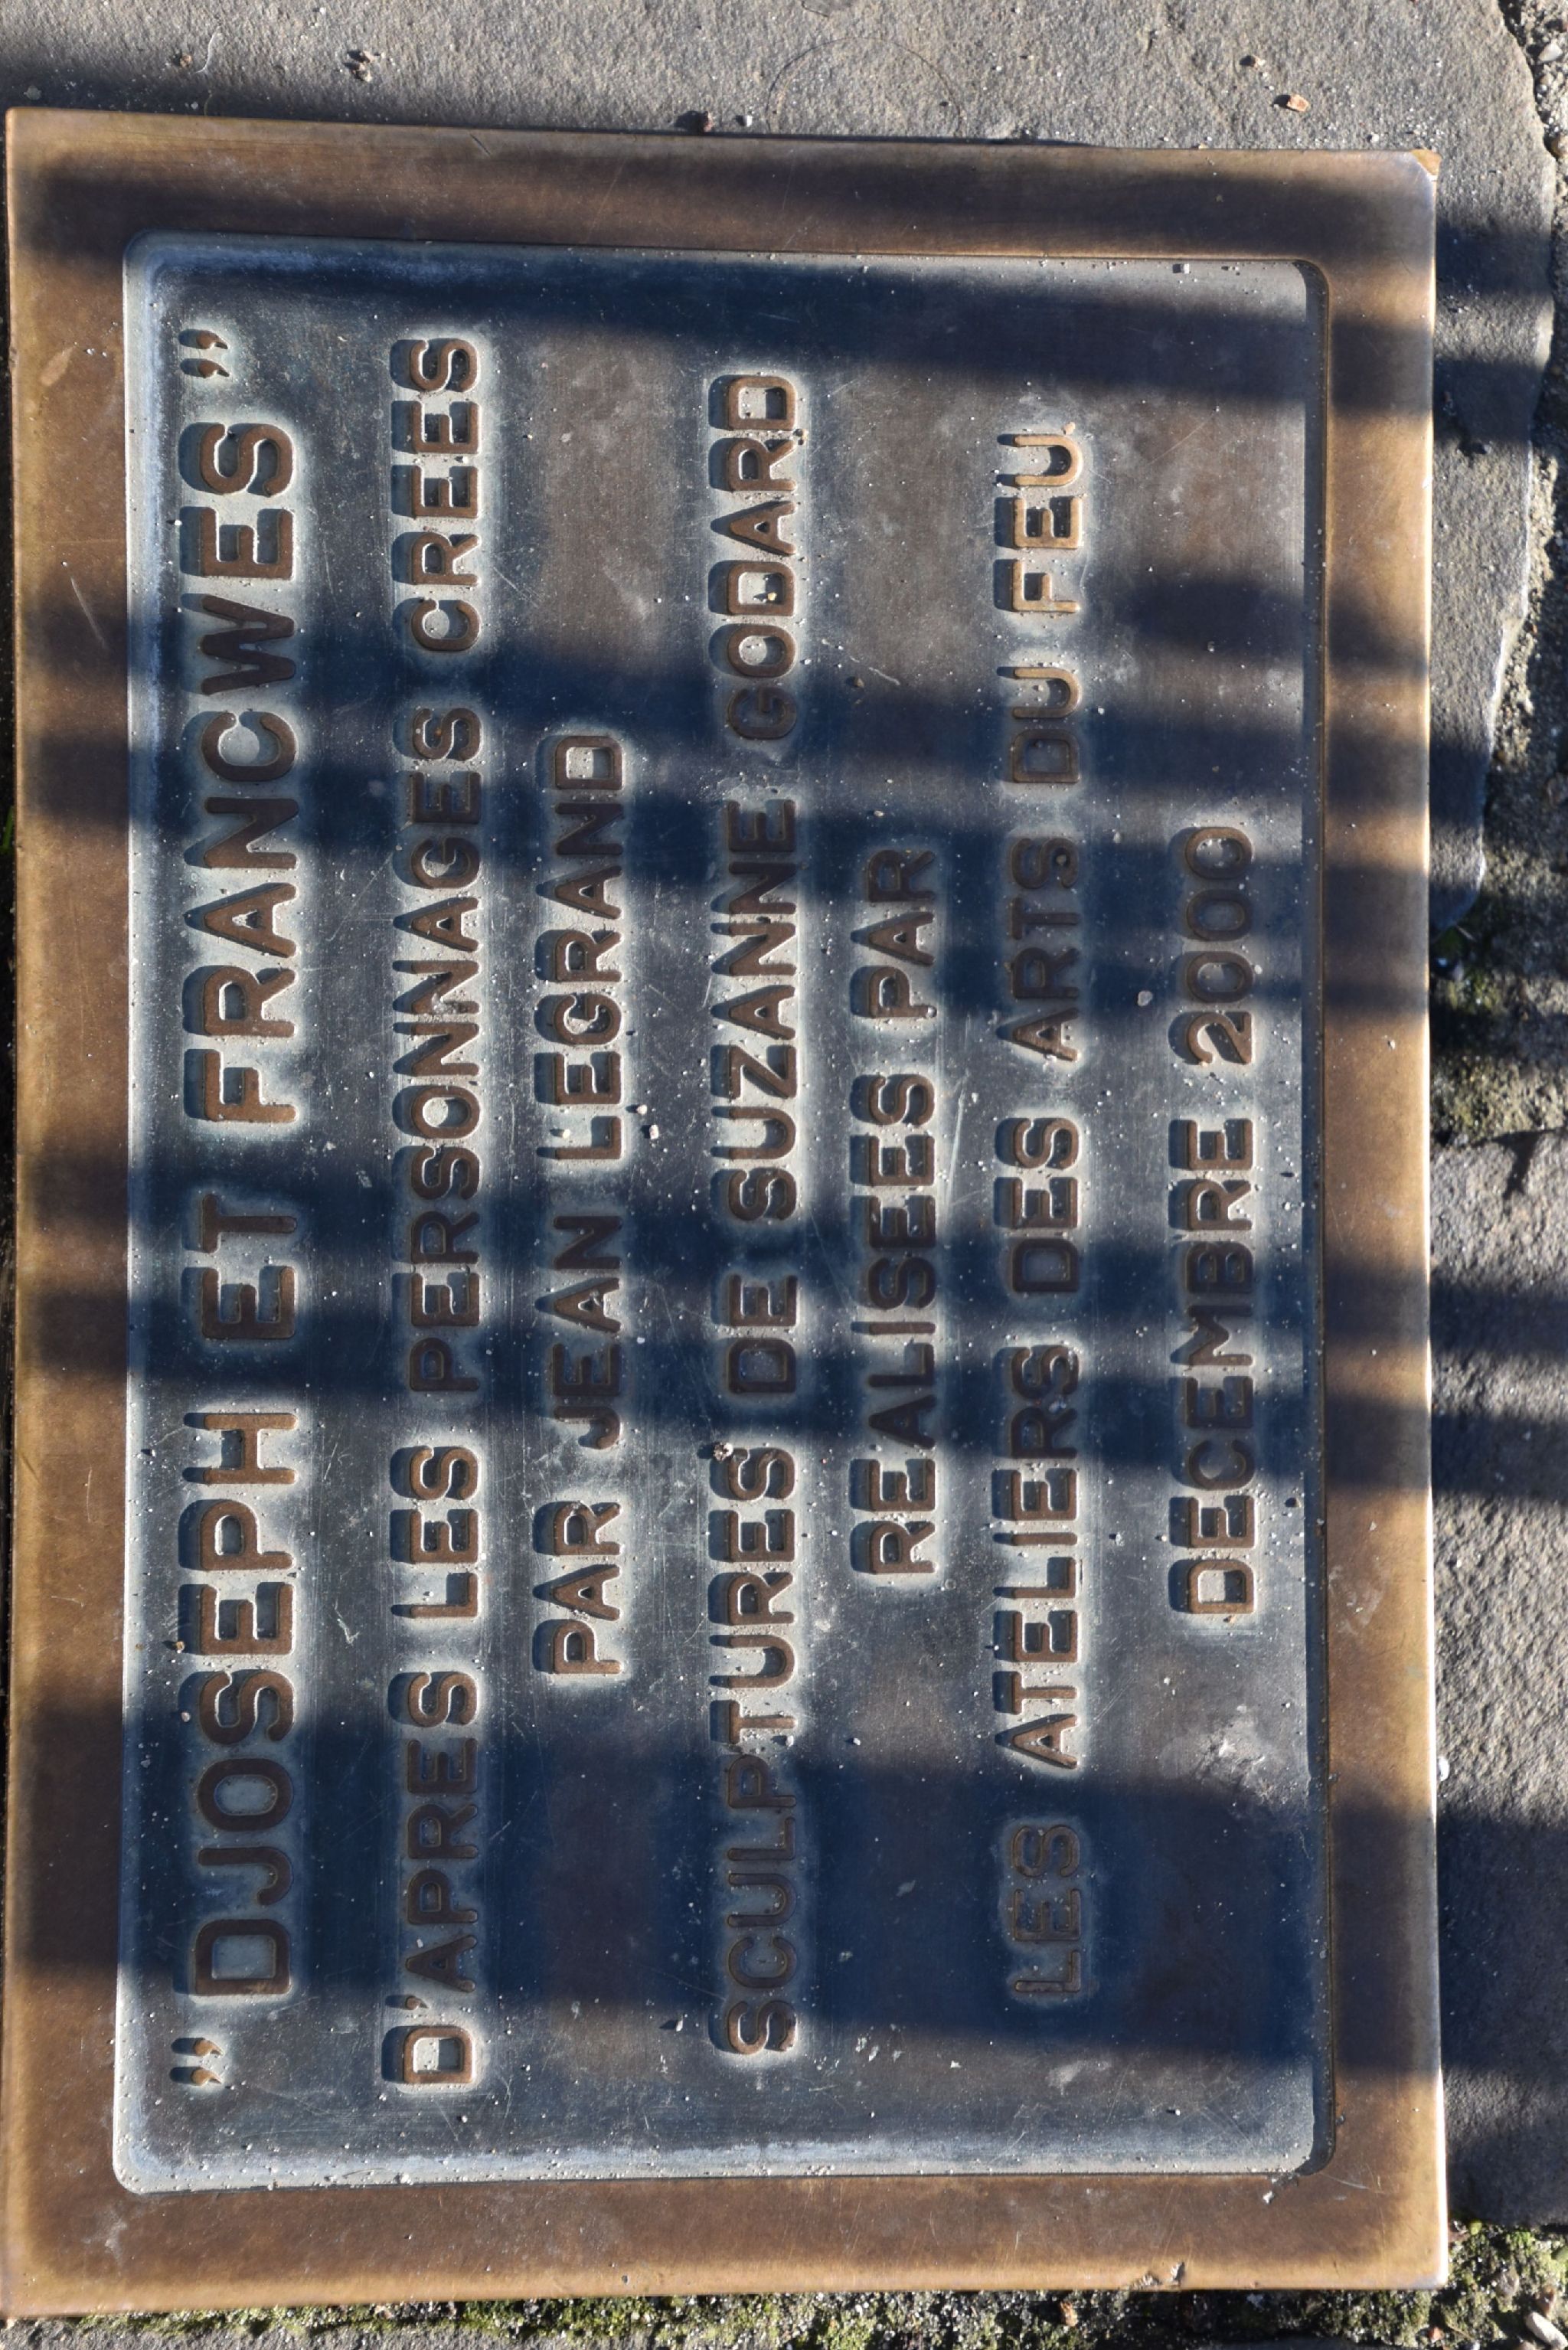 ” DJOSEPH ET FRANCWES ”
D'APRES LES PERSONNAGES CREES
PAR JEAN LEGRAND
SCULPTURES DE SUZANNE GODARD
REALISEES PAR
LES ATELIERS DES ARTS DU FEU
DECEMBRE 2000